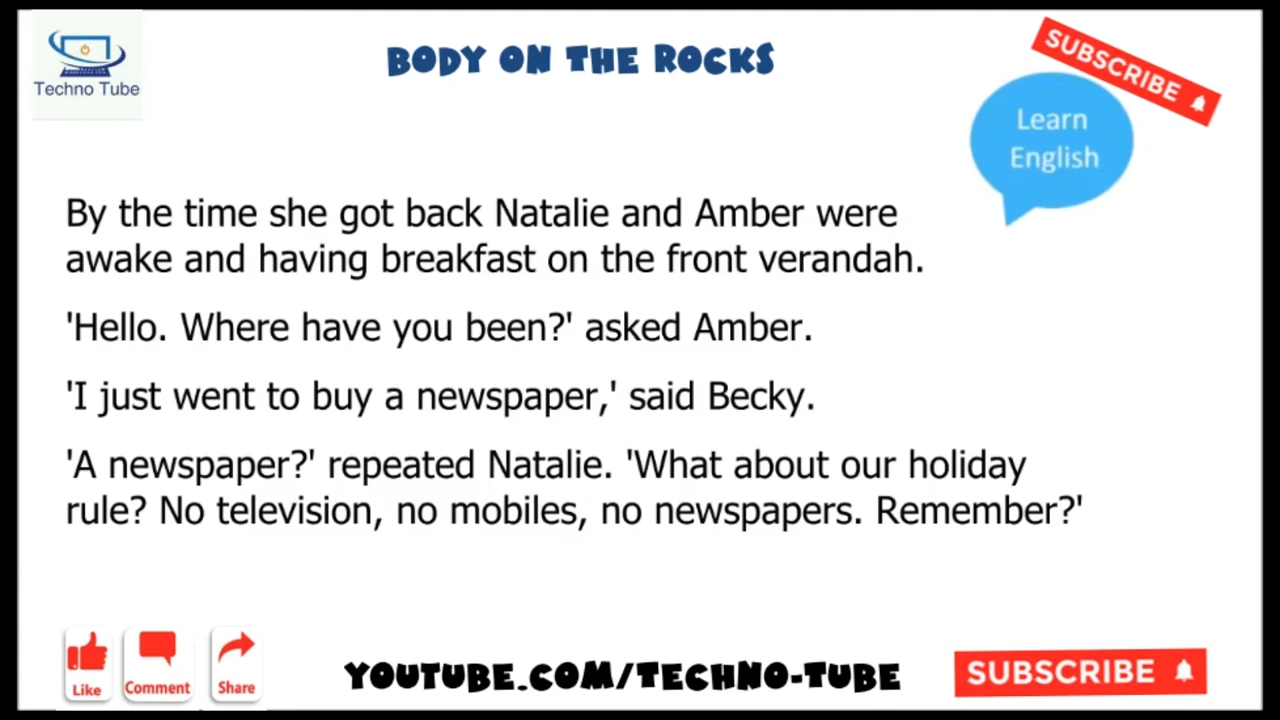 Techno Tube
BODY ON THE ROCKS
SUBSCRIBE
Learn
English
By the time she got back Natalie and Amber were
awake and having breakfast on the front verandah.
'Hello. Where have you been?' asked Amber.
'I just went to buy a newspaper,' said Becky.
'A newspaper?' repeated Natalie. 'What about our holiday
rule? No television, no mobiles, no newspapers. Remember?'
Like
Comment
Share
YOUTUBE.COM/TECHNO-TUBE
SUBSCRIBE